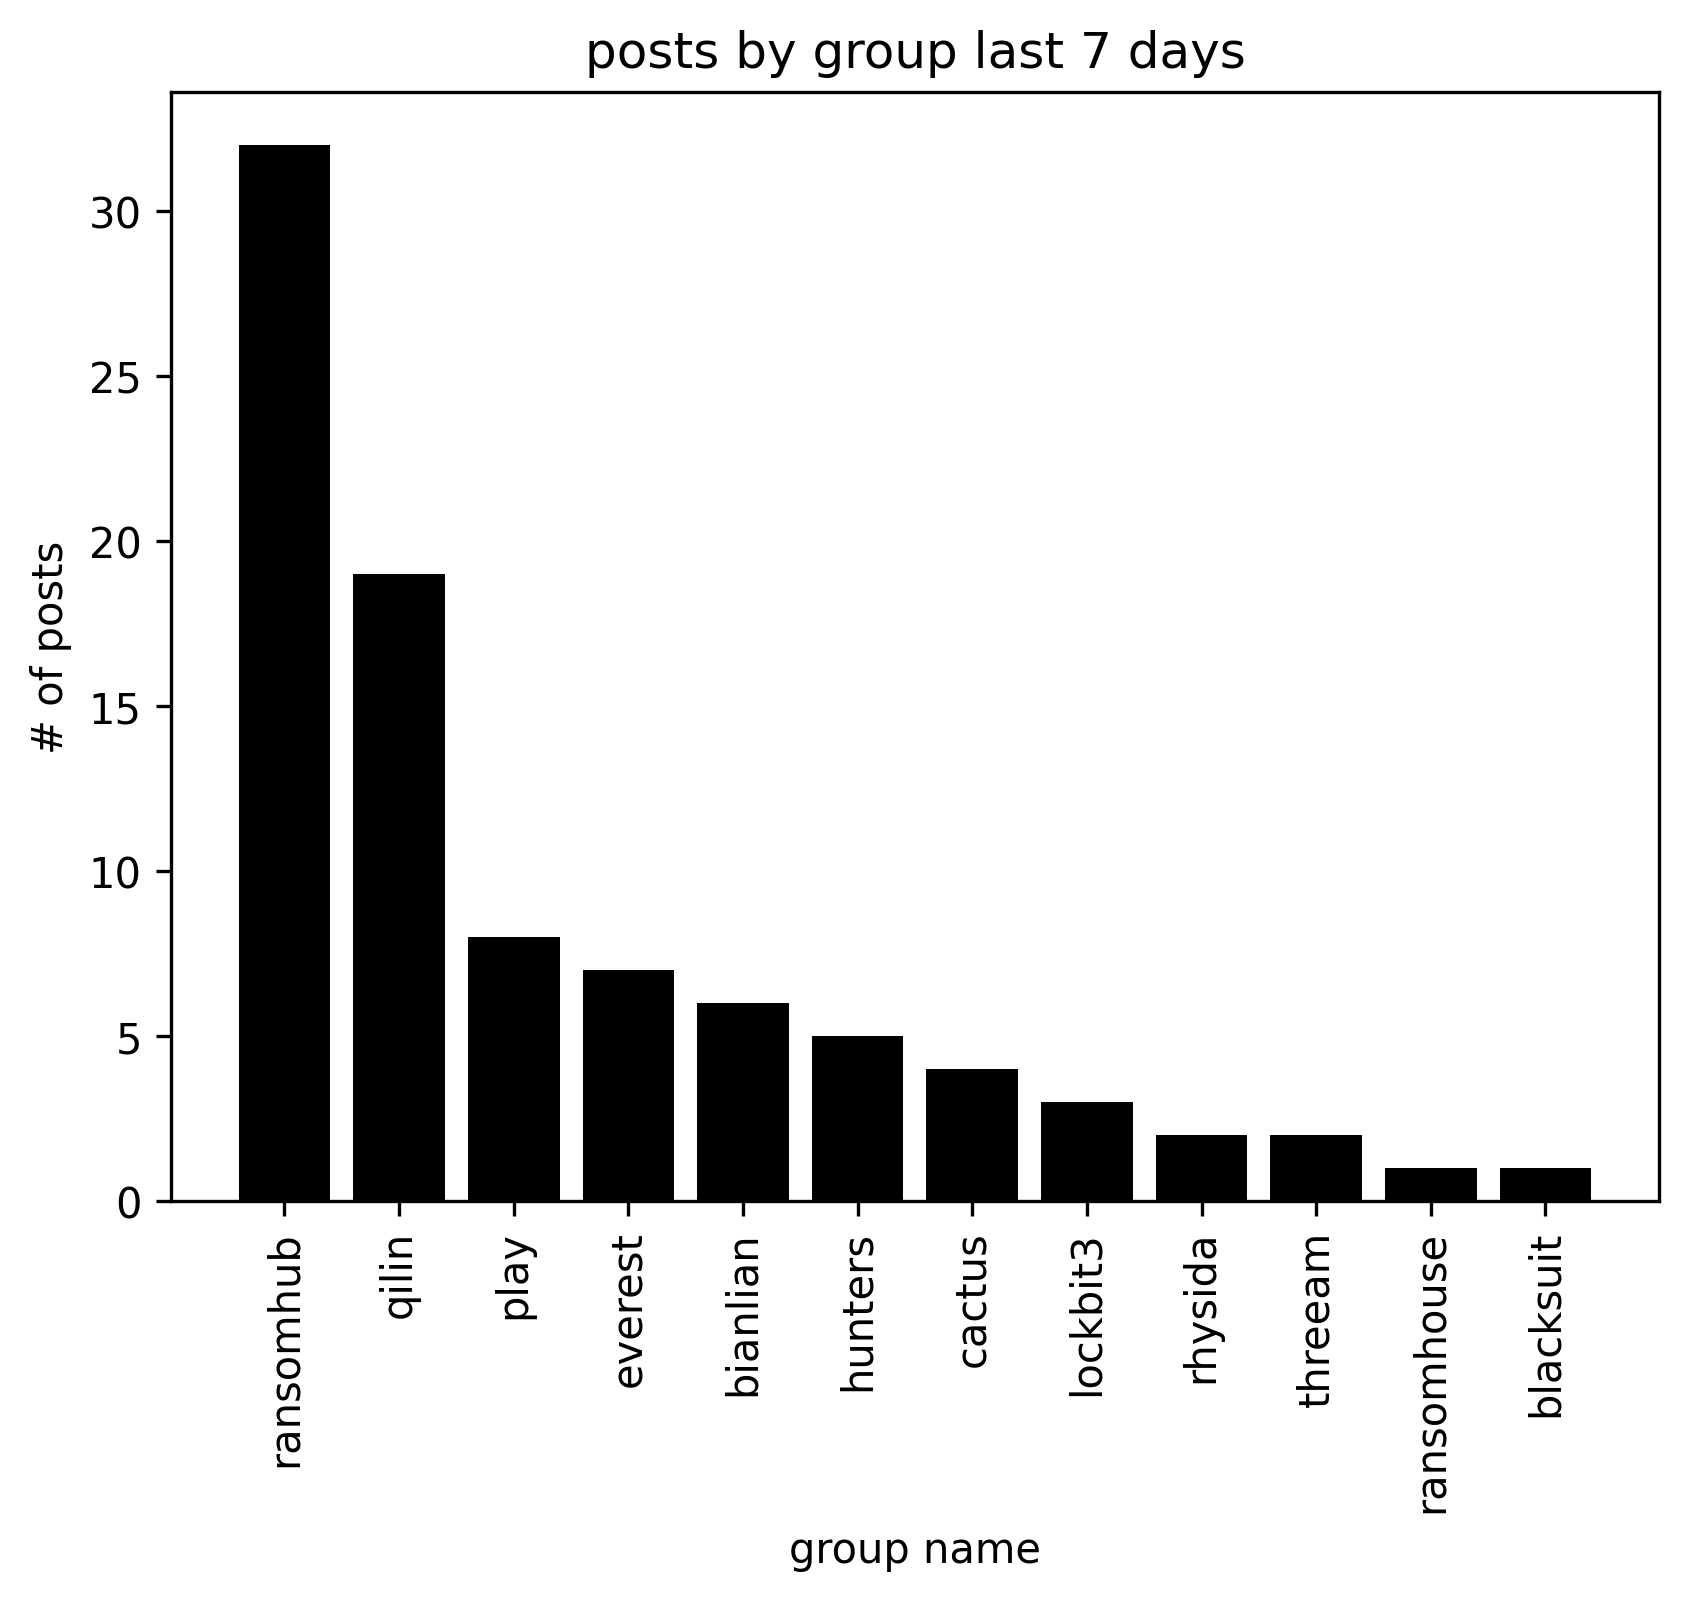 posts by group last 7 days
# of posts
30
25
20
15
10
5
0
ransomhub
qilin
play
everest
bianlian
hunters
cactus
lockbit3
rhysida
threeam
ransomhouse
blacksuit
group name